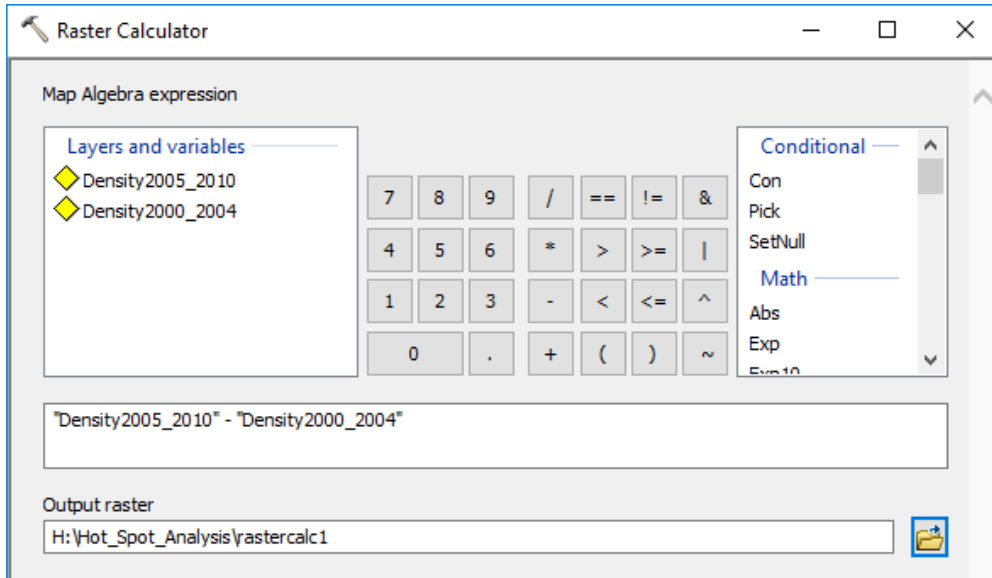 Raster Calculator
Map Algebra expression
Layers and variables
Density2005_2010
Density2000_2004
7 8 9 / == != &
4 5 6 * > >= |
1 2 3 - < <= ^
0 . + ( ) ~
Conditional
Con
Pick
SetNull
Math
Abs
Exp
Exp10
"Density2005_2010" - "Density2000_2004"
Output raster
H:\Hot_Spot_Analysis\rastercalc1